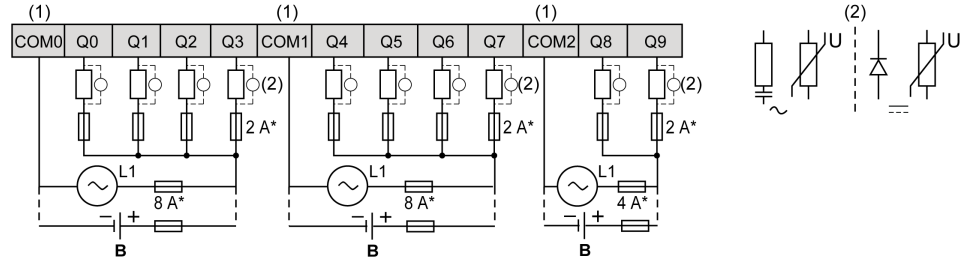 (1) (1) (1) (2)
COM0 Q0 Q1 Q2 Q3 COM1 Q4 Q5 Q6 Q7 COM2 Q8 Q9
U U
(2) (2) (2)
2 A* 2 A* 2 A*
L1 L1 L1
8 A* 8 A* 4 A*
B B B